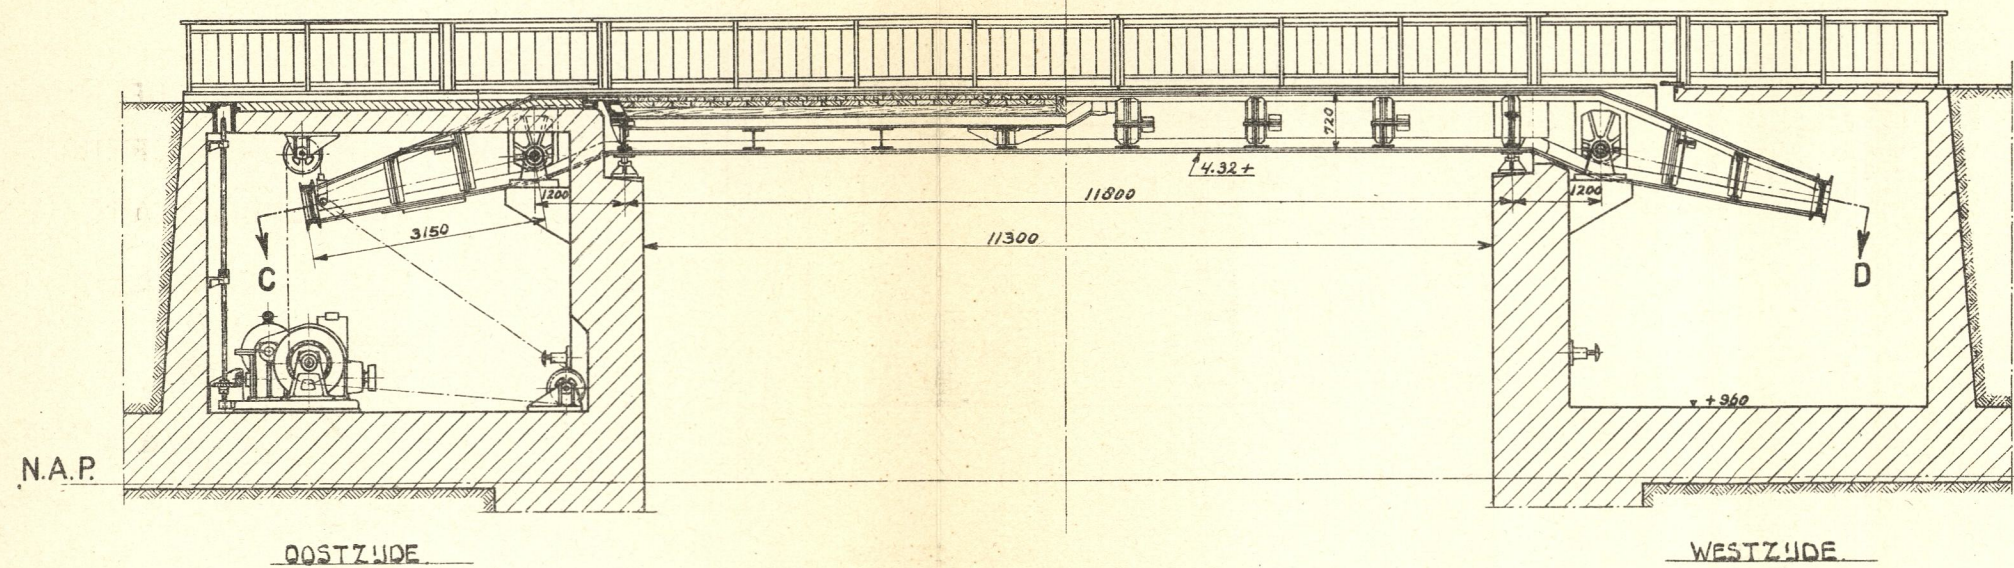 720
4.32+
1200
11800
1200
3150
11300
C
D
+960
N.A.P.
OOSTZIJDE.
WESTZIJDE.